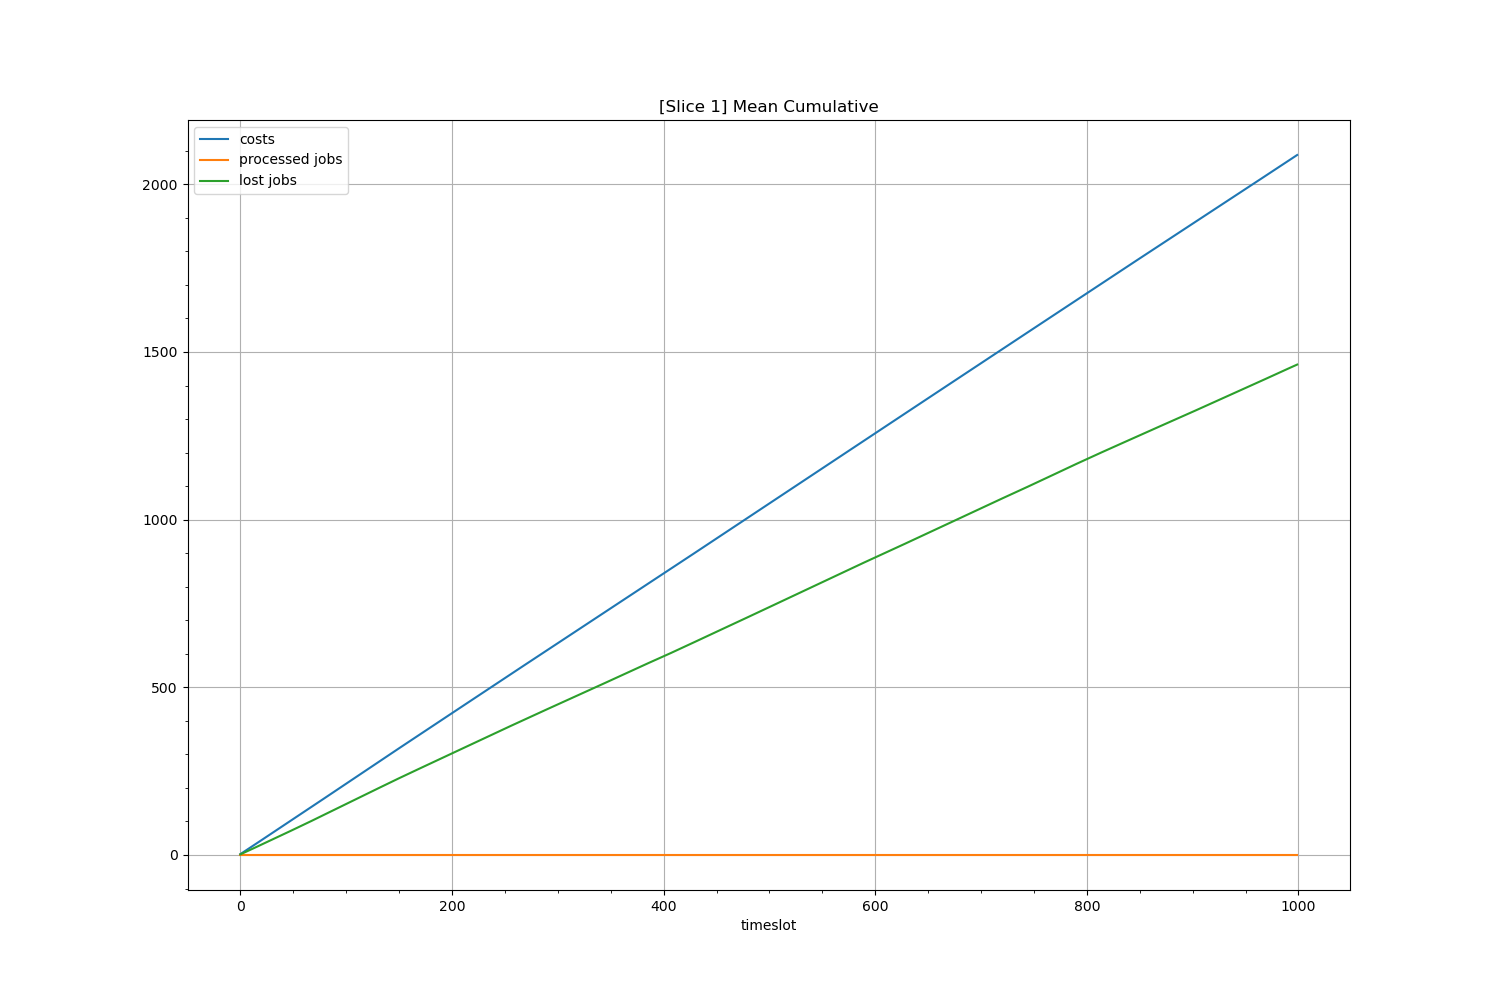 [Slice 1] Mean Cumulative
costs
processed jobs
lost jobs
2000
1500
1000
500
0
0 200 400 600 800 1000
timeslot